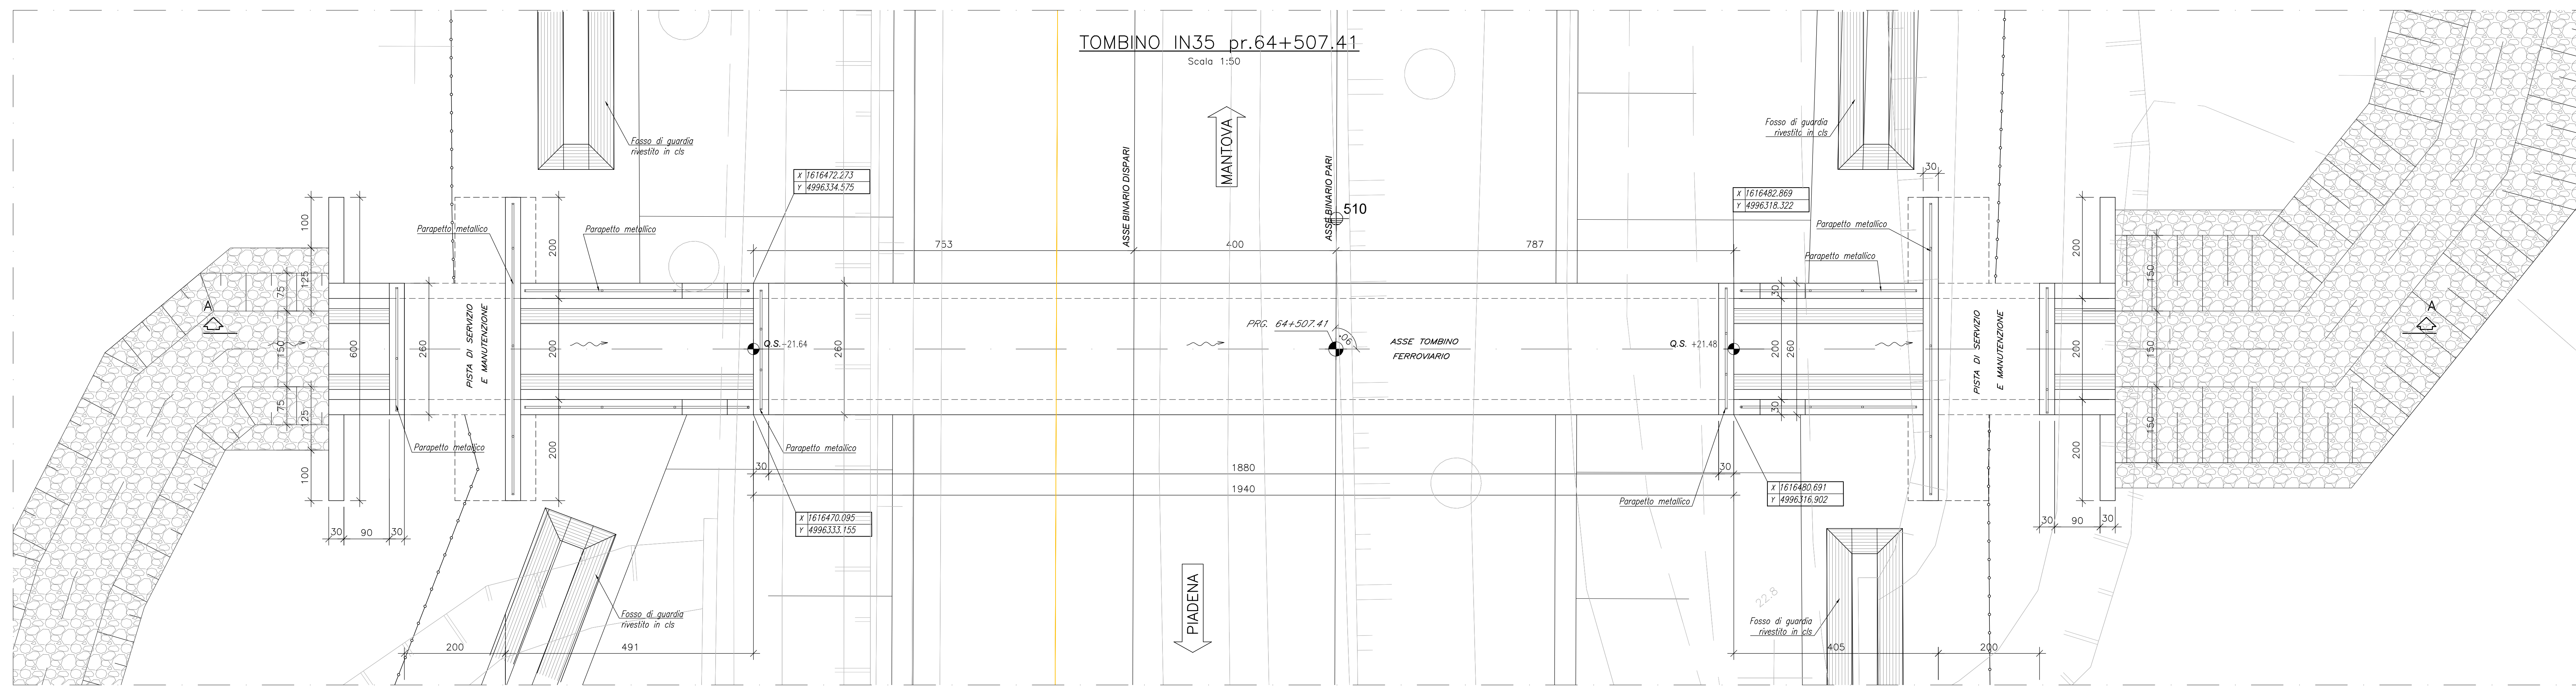 TOMBINO IN35 pr.64+507.41
Scala 1:50
MANTOVA
PIADENA
ASSE BINARIO DISPARI
ASSE BINARIO PARI
510
Fosso di guardia
rivestito in cls
Fosso di guardia
rivestito in cls
X 1616472.273
Y 4996334.575
X 1616482.869
Y 4996318.322
Parapetto metallico
Parapetto metallico
Parapetto metallico
Parapetto metallico
30
100
125
75
150
75
125
100
600
260
200
200
200
753
400
787
A
PISTA DI SERVIZIO
E MANUTENZIONE
Q.S. +21.64
260
PRG. 64+507.41
90°
ASSE TOMBINO
FERROVIARIO
Q.S. +21.48
30
200
260
30
PISTA DI SERVIZIO
E MANUTENZIONE
200
200
200
150
150
150
A
Parapetto metallico
Parapetto metallico
Parapetto metallico
30
1880
30
1940
X 1616470.095
Y 4996333.155
X 1616480.691
Y 4996316.902
30
90
30
30
90
30
22.8
Fosso di guardia
rivestito in cls
Fosso di guardia
rivestito in cls
200
491
405
200